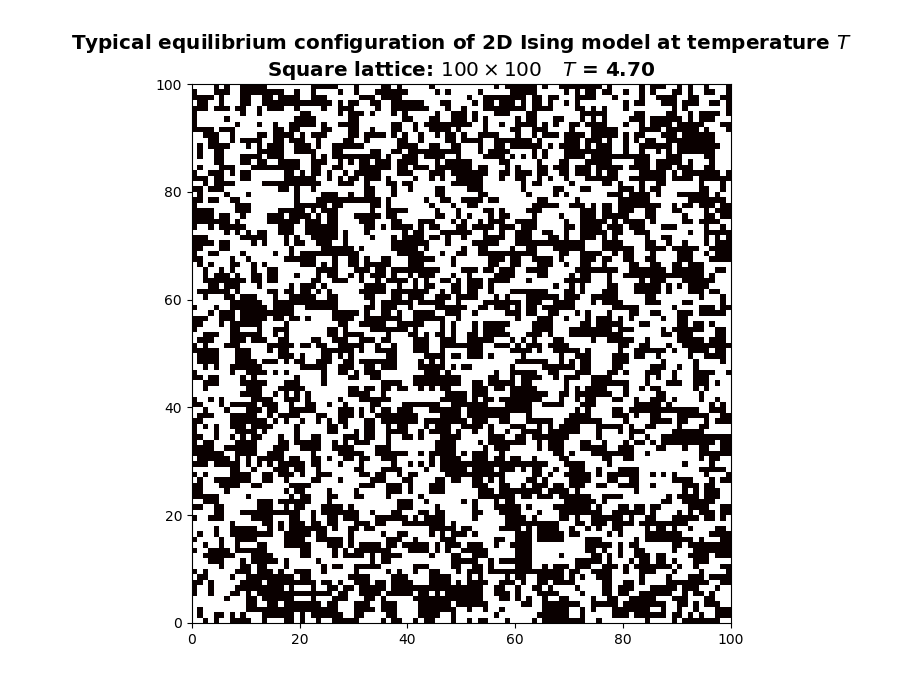 Typical equilibrium configuration of 2D Ising model at temperature T
Square lattice: 100 × 100 T = 4.70
100
80
60
40
20
0
0 20 40 60 80 100